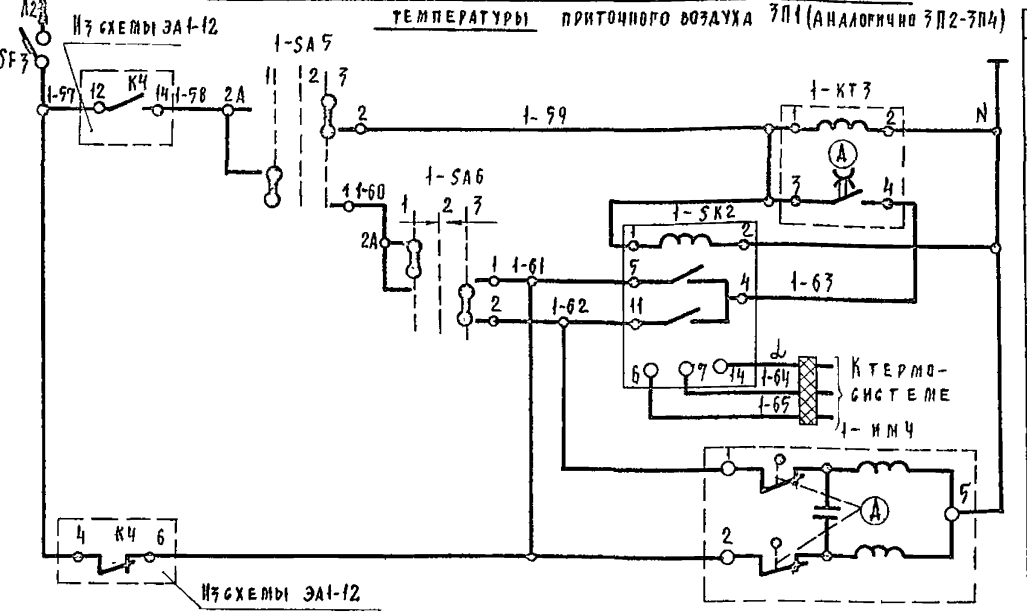 ТЕМПЕРАТУРЫ ПРИТОЧНОГО ВОЗДУХА ЗП1 (АНАЛОГИЧНО ЗП2-ЗП4)
ИЗ СХЕМЫ ЭА1-12
SF3
1-SA5
1 2 3
1-57 12 К4 14 1-58 2А
2 1-59
1-КТ3
1 2 N
А
3 4
1 1-60
1-SA6
1 2 3
2А
1-SK2
1 2
1 1-61 5
4 1-63
2 1-62 11
6 7 14 α
1-64
1-65
К ТЕРМО-
СИСТЕМЕ
1-ИМ4
1
5
А
2
4 К4 6
ИЗ СХЕМЫ ЭА1-12